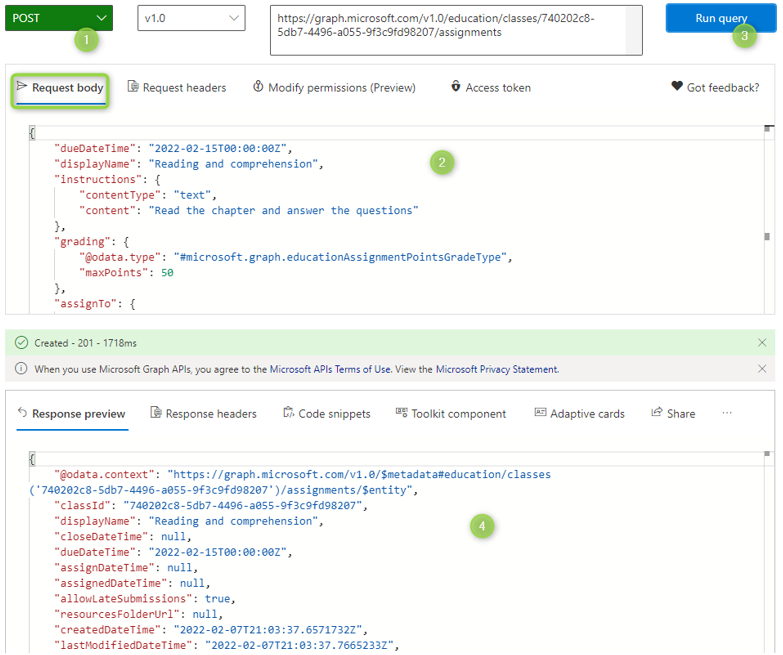 POST
v1.0
https://graph.microsoft.com/v1.0/education/classes/740202c8-
5db7-4496-a055-9f3c9fd98207/assignments
Run query
1
3
Request body
Request headers
Modify permissions (Preview)
Access token
Got feedback?
{
"dueDateTime": "2022-02-15T00:00:00Z",
"displayName": "Reading and comprehension",
2
"instructions": {
"contentType": "text",
"content": "Read the chapter and answer the questions"
},
"grading": {
"@odata.type": "#microsoft.graph.educationAssignmentPointsGradeType",
"maxPoints": 50
},
"assignTo": {
Created - 201 - 1718ms
When you use Microsoft Graph APIs, you agree to the Microsoft APIs Terms of Use. View the Microsoft Privacy Statement.
Response preview
Response headers
Code snippets
Toolkit component
Adaptive cards
Share
...
{
"@odata.context": "https://graph.microsoft.com/v1.0/$metadata#education/classes
('740202c8-5db7-4496-a055-9f3c9fd98207')/assignments/$entity",
"classId": "740202c8-5db7-4496-a055-9f3c9fd98207",
"displayName": "Reading and comprehension",
4
"closeDateTime": null,
"dueDateTime": "2022-02-15T00:00:00Z",
"assignDateTime": null,
"assignedDateTime": null,
"allowLateSubmissions": true,
"resourcesFolderUrl": null,
"createdDateTime": "2022-02-07T21:03:37.6571732Z",
"lastModifiedDateTime": "2022-02-07T21:03:37.7665233Z",